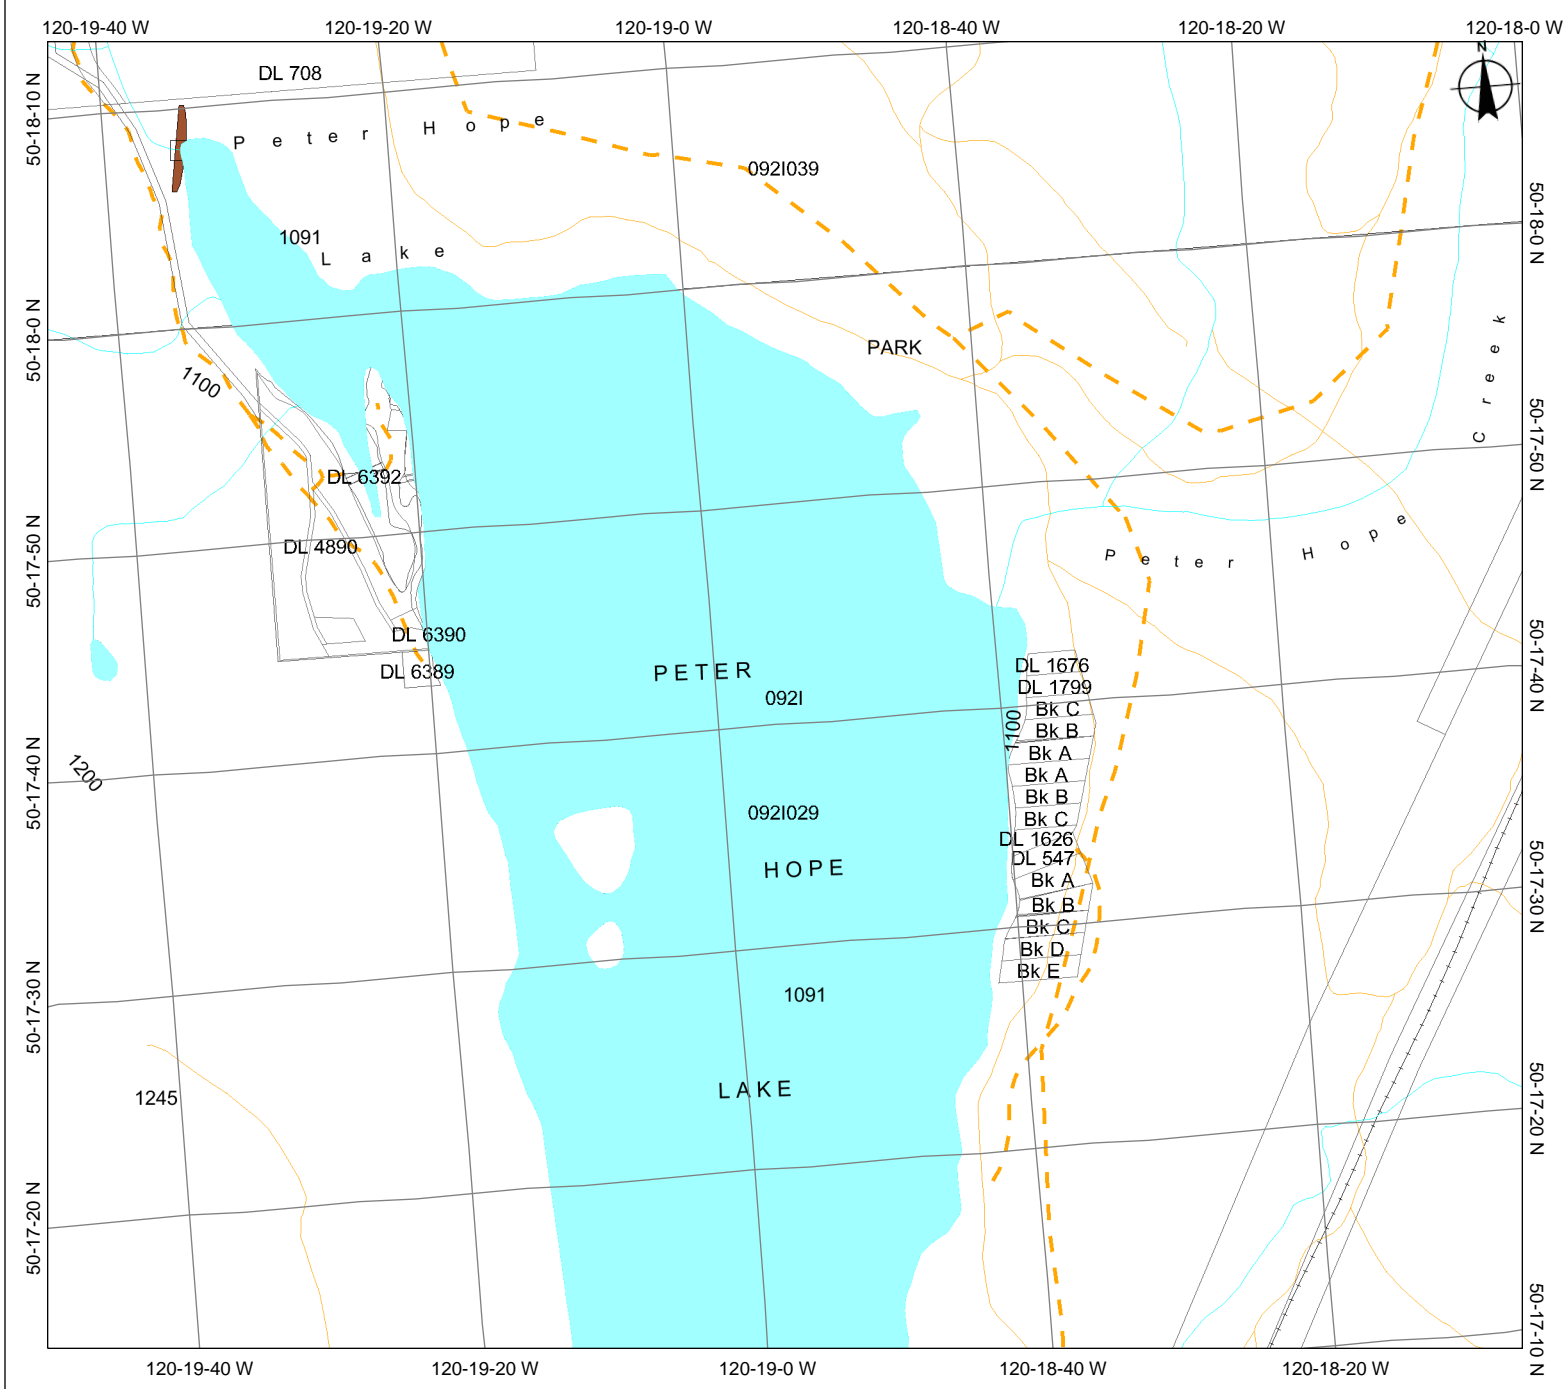 120-19-40 W 120-19-20 W 120-19-0 W 120-18-40 W 120-18-20 W 120-18-0 W
N
DL 708
50-18-10 N
Peter Hope
092I039
50-18-0 N
1091
Lake
50-18-0 N
PARK
Creek
1100
50-17-50 N
DL 6392
Peter Hope
DL 4890
50-17-50 N
DL 6390
DL 6389
PETER
092I
50-17-40 N
DL 1676
DL 1799
Bk C
1100
Bk B
Bk A
1200
50-17-40 N
Bk A
Bk B
092I029
Bk C
DL 1626
HOPE
DL 547
Bk A
50-17-30 N
Bk B
Bk C
Bk D
Bk E
1091
50-17-30 N
LAKE
1245
50-17-20 N
50-17-20 N
50-17-10 N
120-19-40 W 120-19-20 W 120-19-0 W 120-18-40 W 120-18-20 W